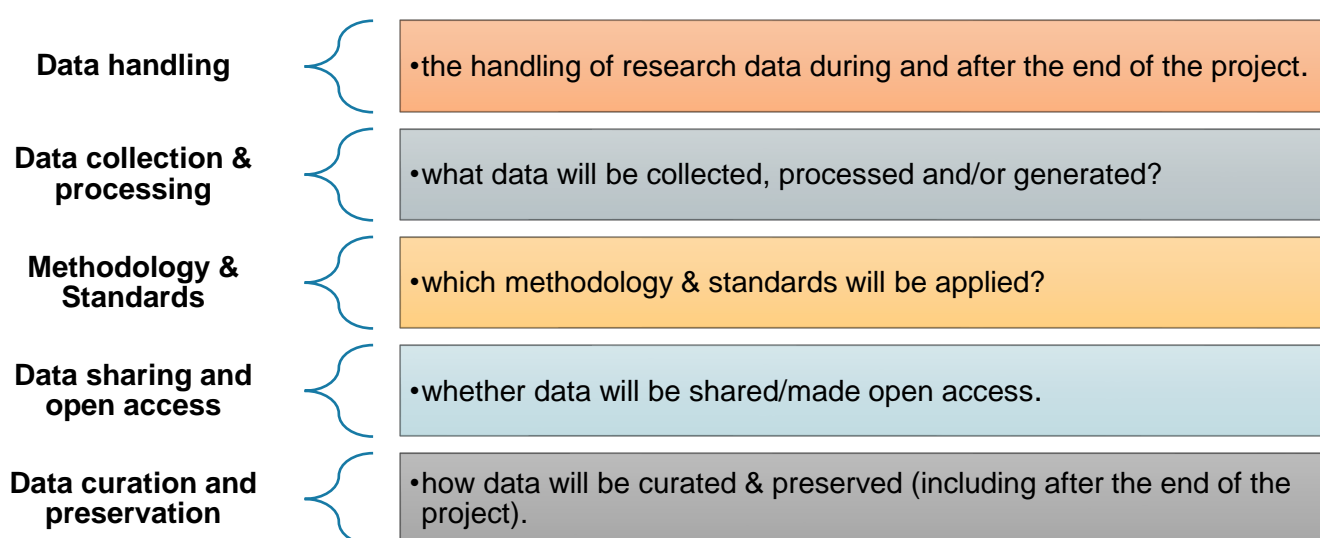 Data handling
•the handling of research data during and after the end of the project.
Data collection &
processing
•what data will be collected, processed and/or generated?
Methodology &
Standards
•which methodology & standards will be applied?
Data sharing and
open access
•whether data will be shared/made open access.
Data curation and
preservation
•how data will be curated & preserved (including after the end of the
project).